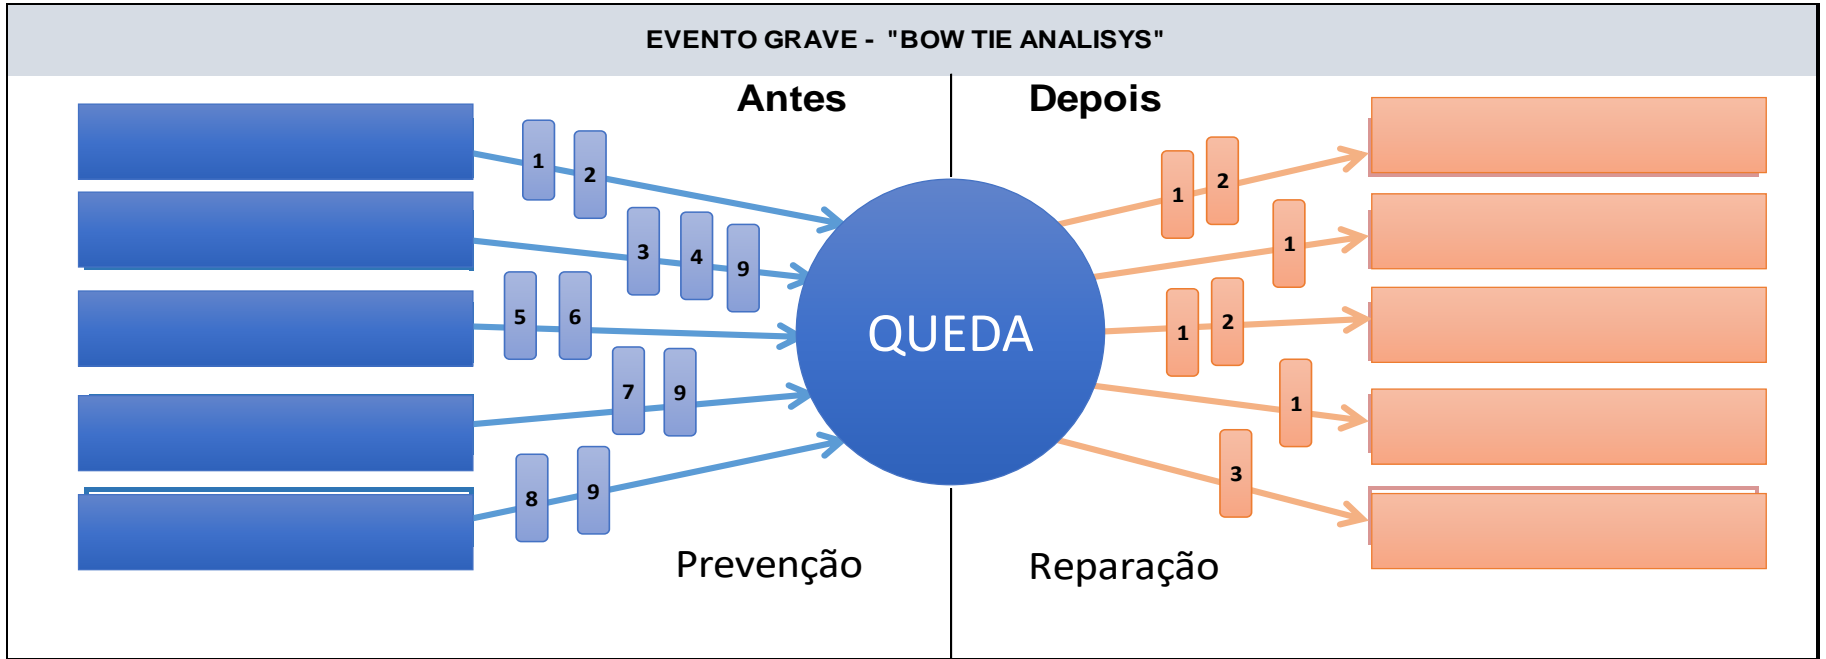 EVENTO GRAVE - "BOW TIE ANALISYS"
Antes
Depois
1 2
3 4 9
5 6
7 9
8 9
QUEDA
1 2
1
1 2
1
3
Prevenção
Reparação